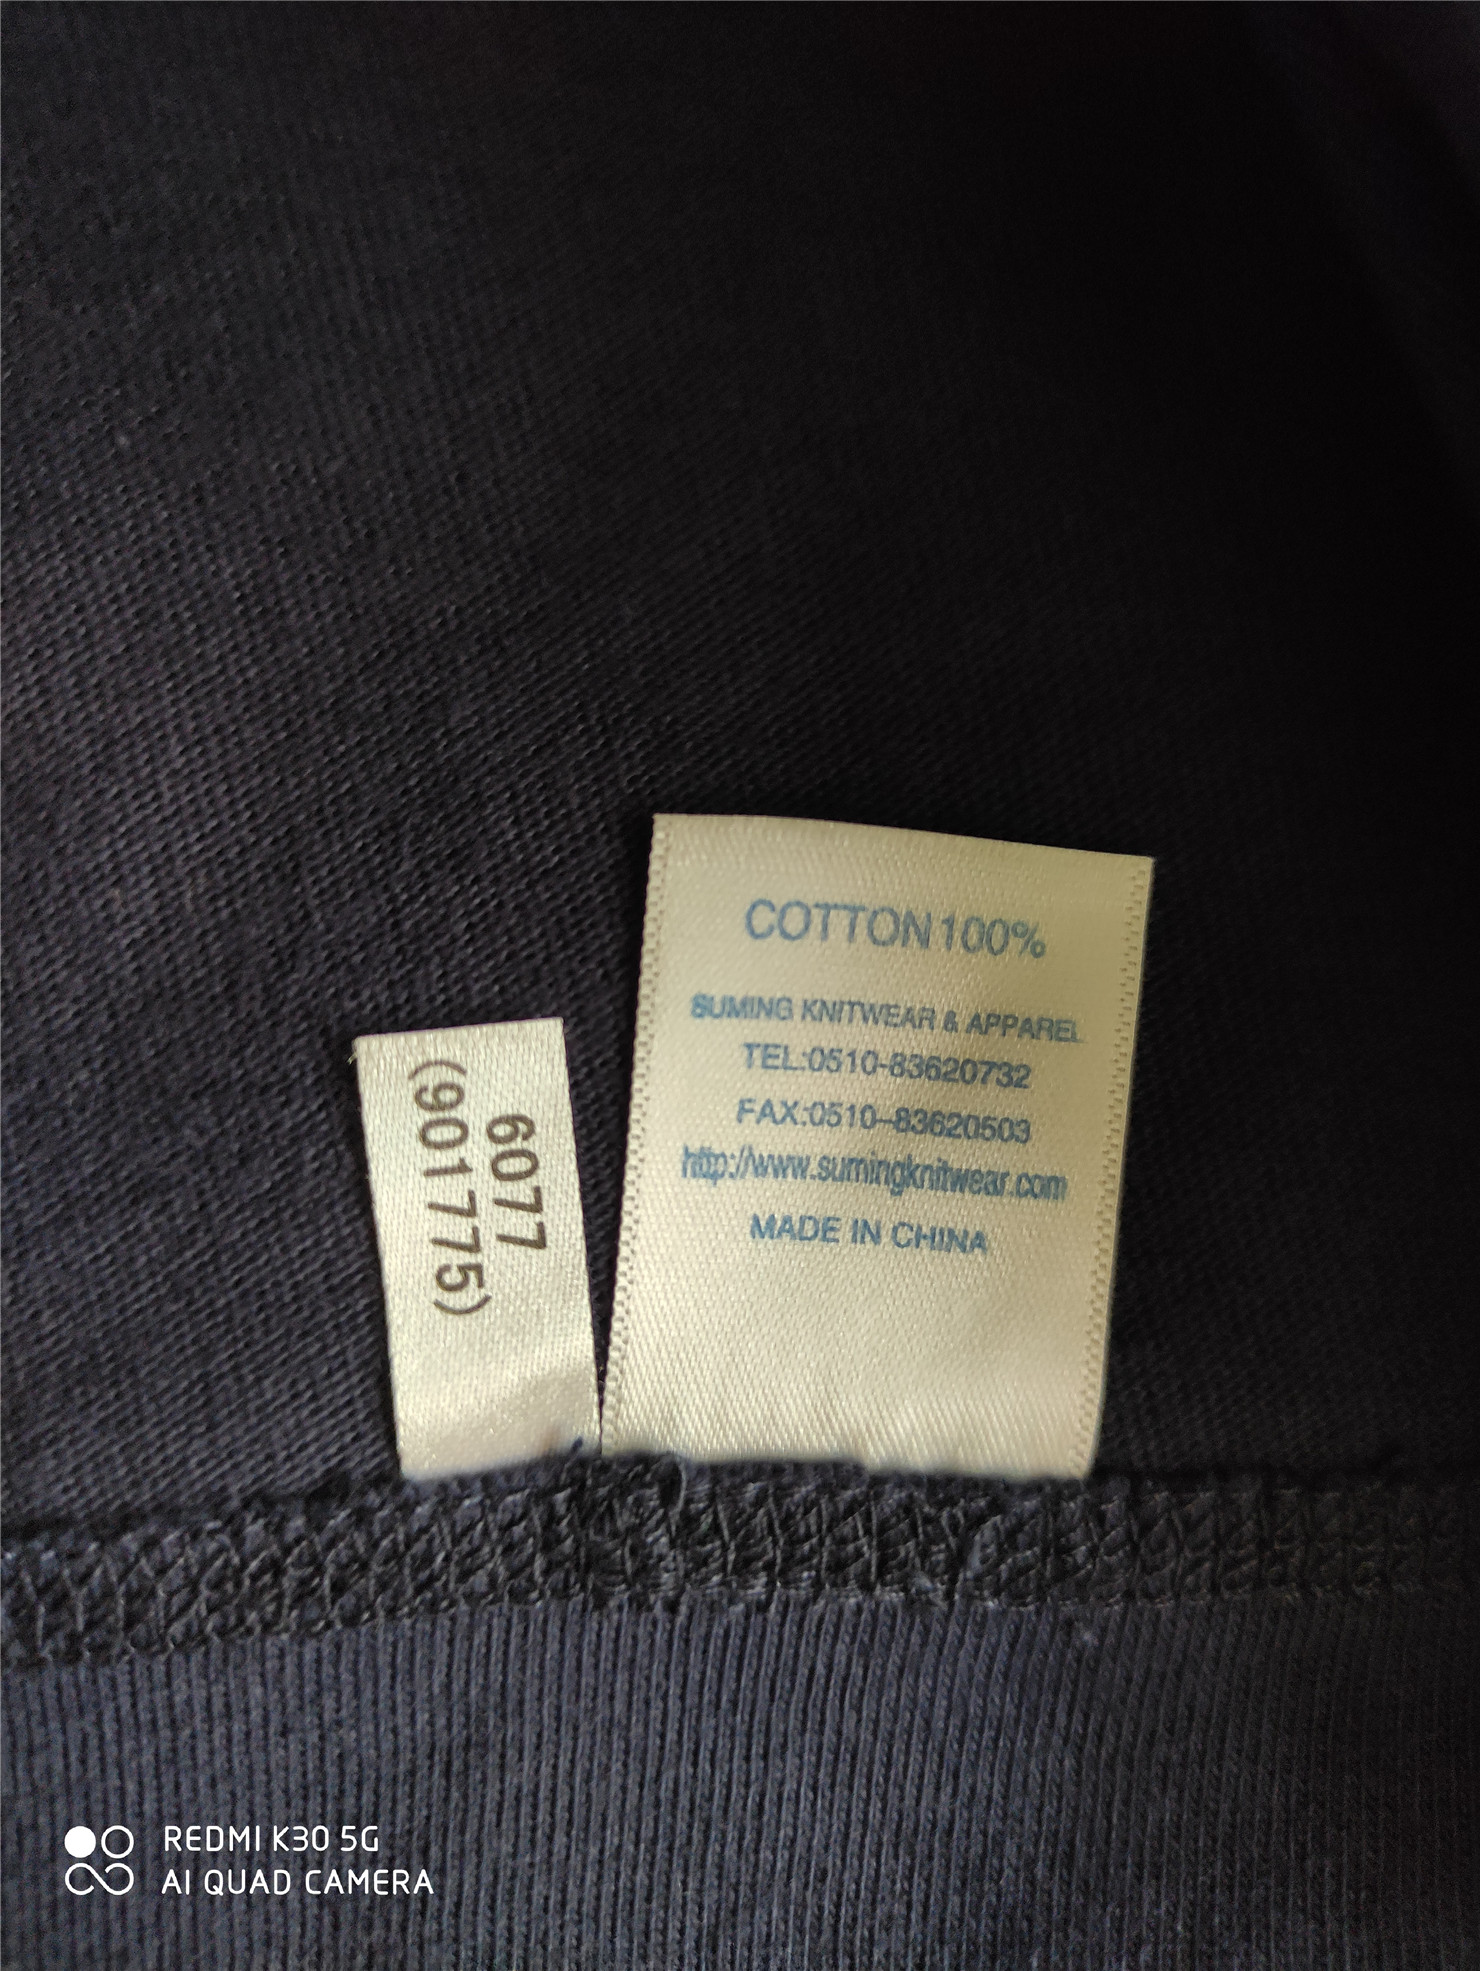 COTTON 100%
SUMING KNITWEAR & APPAREL
TEL:0510-83620732
FAX:0510-83620503
http://www.sumingknitwear.com
MADE IN CHINA
6077
(901775)
REDMI K30 5G
AI QUAD CAMERA